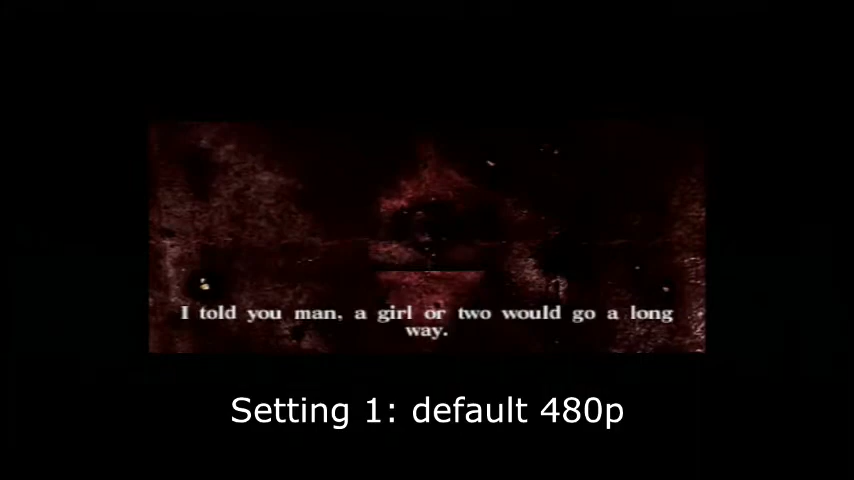 I told you man, a girl or two would go a long
way.
Setting 1: default 480p